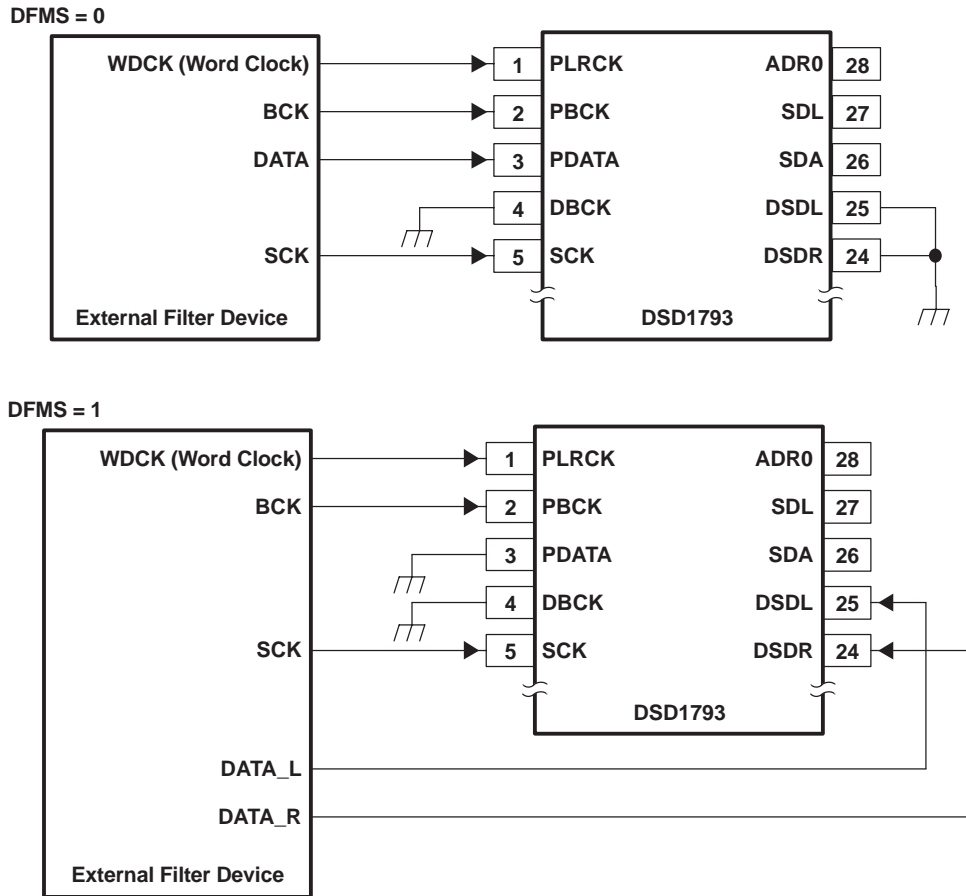 DFMS = 0
WDCK (Word Clock) 1 PLRCK ADR0 28
BCK 2 PBCK SDL 27
DATA 3 PDATA SDA 26
4 DBCK DSDL 25
SCK 5 SCK DSDR 24
External Filter Device DSD1793
DFMS = 1
WDCK (Word Clock) 1 PLRCK ADR0 28
BCK 2 PBCK SDL 27
3 PDATA SDA 26
4 DBCK DSDL 25
SCK 5 SCK DSDR 24
DSD1793
DATA_L
DATA_R
External Filter Device